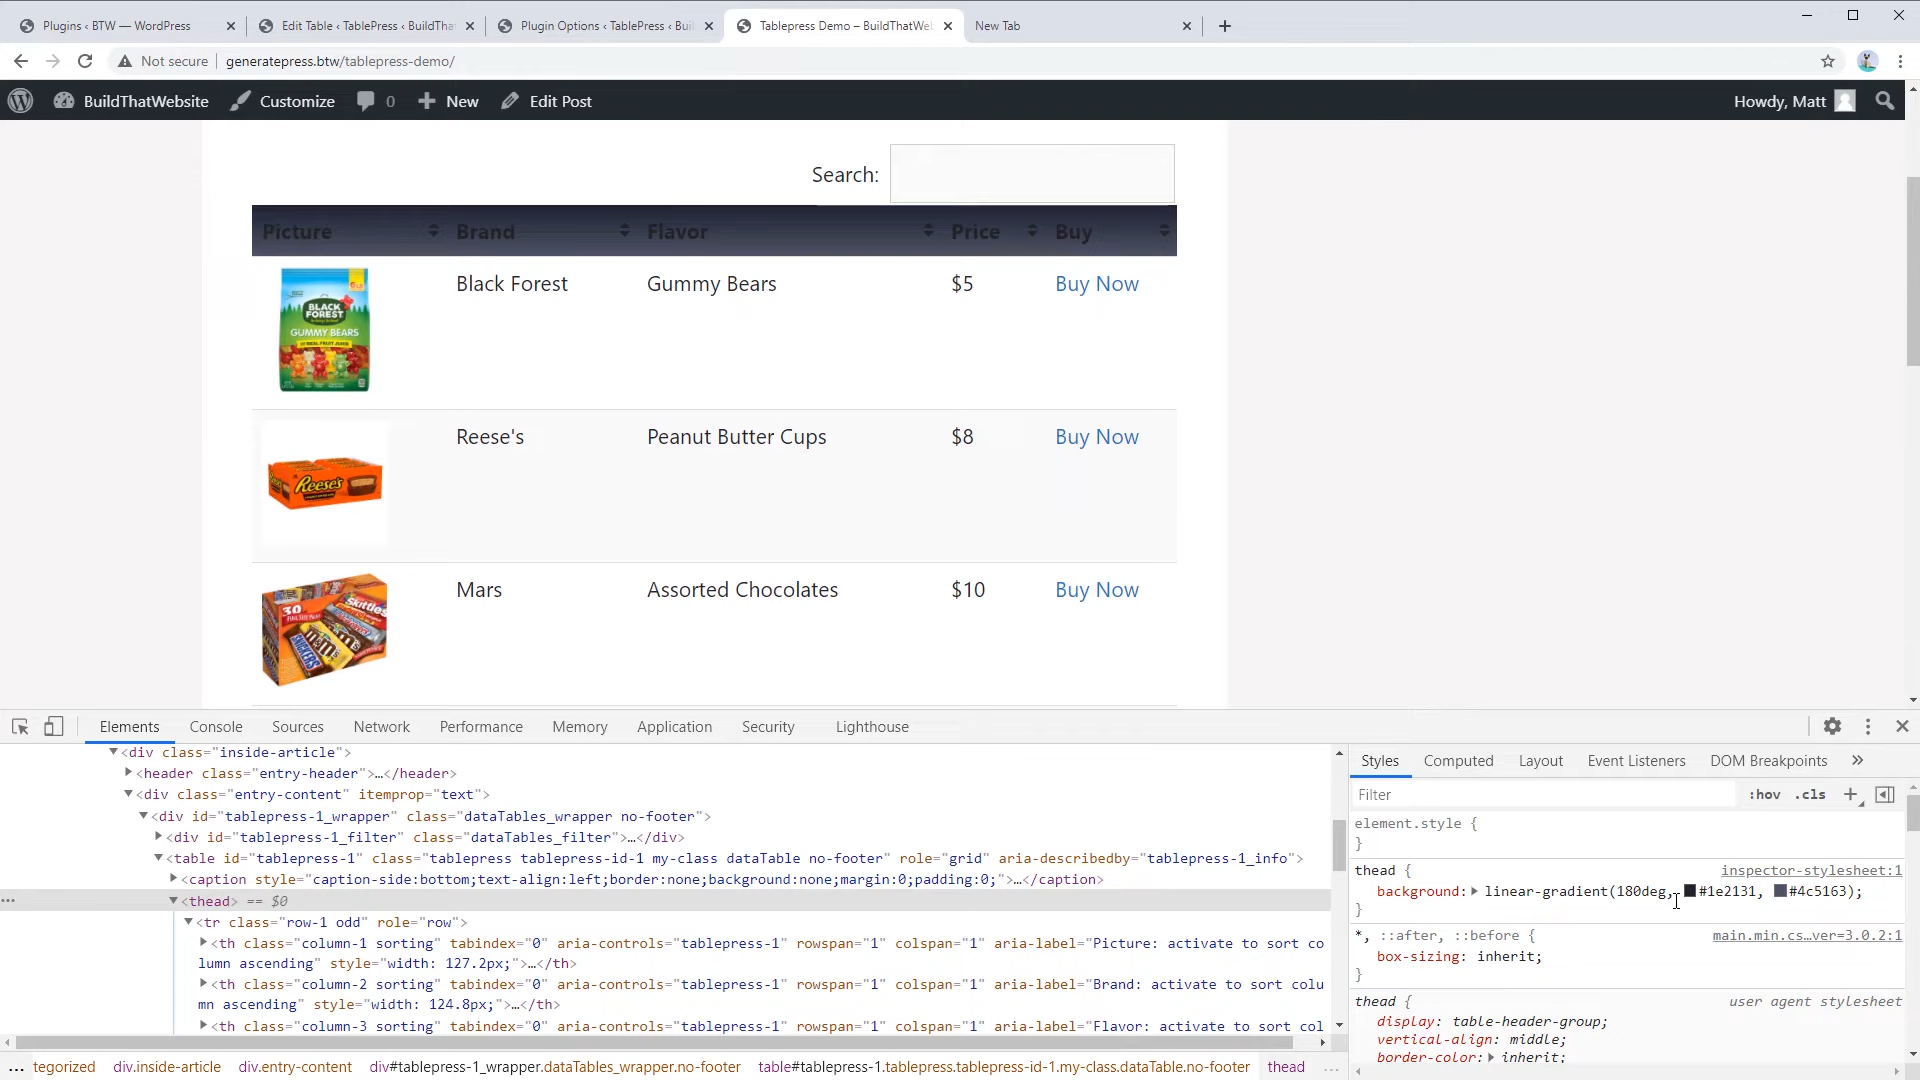 Plugins ‹ BTW — WordPress
Edit Table ‹ TablePress ‹ BuildTha
Plugin Options ‹ TablePress ‹ Bui
Tablepress Demo – BuildThatWeb
New Tab
Not secure generatepress.btw/tablepress-demo/
BuildThatWebsite Customize 0 New Edit Post Howdy, Matt
Search:
Picture Brand Flavor Price Buy
Black Forest Gummy Bears $5 Buy Now
BLACK
FOREST
GUMMY BEARS
Reese's Peanut Butter Cups $8 Buy Now
Reese's
Mars Assorted Chocolates $10 Buy Now
30
Skittles
m&m's
SNICKERS
Elements Console Sources Network Performance Memory Application Security Lighthouse
<div class="inside-article">
<header class="entry-header">…</header>
<div class="entry-content" itemprop="text">
<div id="tablepress-1_wrapper" class="dataTables_wrapper no-footer">
<div id="tablepress-1_filter" class="dataTables_filter">…</div>
<table id="tablepress-1" class="tablepress tablepress-id-1 my-class dataTable no-footer" role="grid" aria-describedby="tablepress-1_info">
<caption style="caption-side:bottom;text-align:left;border:none;background:none;margin:0;padding:0;">…</caption>
… <thead> == $0
<tr class="row-1 odd" role="row">
<th class="column-1 sorting" tabindex="0" aria-controls="tablepress-1" rowspan="1" colspan="1" aria-label="Picture: activate to sort co
lumn ascending" style="width: 127.2px;">…</th>
<th class="column-2 sorting" tabindex="0" aria-controls="tablepress-1" rowspan="1" colspan="1" aria-label="Brand: activate to sort colu
mn ascending" style="width: 124.8px;">…</th>
<th class="column-3 sorting" tabindex="0" aria-controls="tablepress-1" rowspan="1" colspan="1" aria-label="Flavor: activate to sort col
… tegorized div.inside-article div.entry-content div#tablepress-1_wrapper.dataTables_wrapper.no-footer table#tablepress-1.tablepress.tablepress-id-1.my-class.dataTable.no-footer thead …
Styles Computed Layout Event Listeners DOM Breakpoints »
Filter :hov .cls +
element.style {
}
thead { inspector-stylesheet:1
background: linear-gradient(180deg, #1e2131, #4c5163);
}
*, ::after, ::before { main.min.cs…ver=3.0.2:1
box-sizing: inherit;
}
thead { user agent stylesheet
display: table-header-group;
vertical-align: middle;
border-color: inherit;